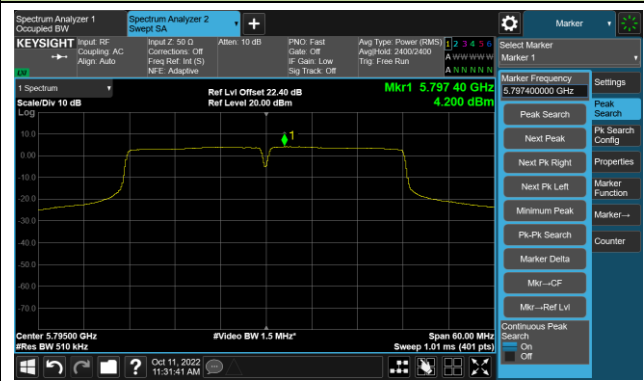 Spectrum Analyzer 1
Occupied BW
Spectrum Analyzer 2
Swept SA
Marker
KEYSIGHT
Input: RF
Coupling: AC
Align: Auto
Input Z: 50 Ω
Corrections: Off
Freq Ref: Int (S)
NFE: Adaptive
Atten: 10 dB
PNO: Fast
Gate: Off
IF Gain: Low
Sig Track: Off
Avg Type: Power (RMS)
Avg|Hold: 2400/2400
Trig: Free Run
1 2 3 4 5 6
A W W W W W
A N N N N N
LXI
Select Marker
Marker 1
1 Spectrum
Scale/Div 10 dB
Log
Ref Lvl Offset 22.40 dB
Ref Level 20.00 dBm
Mkr1 5.797 40 GHz
4.200 dBm
1
10.0
0.00
-10.0
-20.0
-30.0
-40.0
-50.0
-60.0
-70.0
Center 5.79500 GHz
#Res BW 510 kHz
#Video BW 1.5 MHz*
Span 60.00 MHz
Sweep 1.01 ms (401 pts)
Marker Frequency
5.797400000 GHz
Peak Search
Next Peak
Next Pk Right
Next Pk Left
Minimum Peak
Pk-Pk Search
Marker Delta
Mkr→CF
Mkr→Ref Lvl
Continuous Peak
Search
On
Off
Settings
Peak
Search
Pk Search
Config
Properties
Marker
Function
Marker→
Counter
Oct 11, 2022
11:31:41 AM